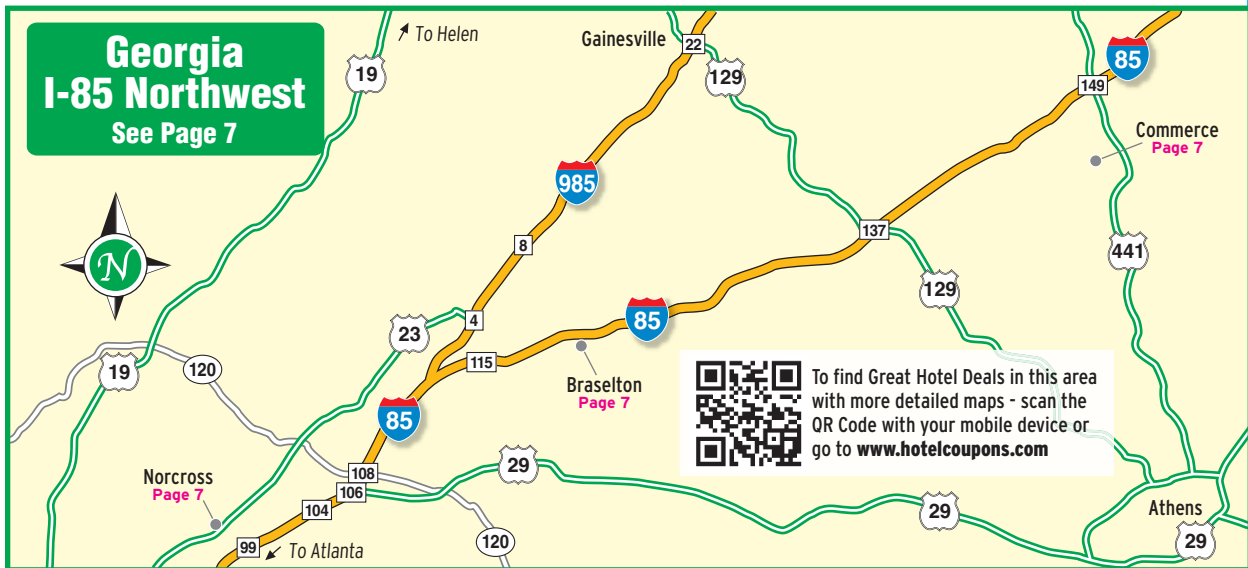 Georgia
I-85 Northwest
See Page 7
To Helen
Gainesville
22
19
129
85
149
Commerce
Page 7
985
137
8
441
129
23
4
85
19
120
115
Braselton
Page 7
85
To find Great Hotel Deals in this area
with more detailed maps - scan the
QR Code with your mobile device or
go to www.hotelcoupons.com
N
Norcross
Page 7
108
29
106
104
29
Athens
99
To Atlanta
120
29